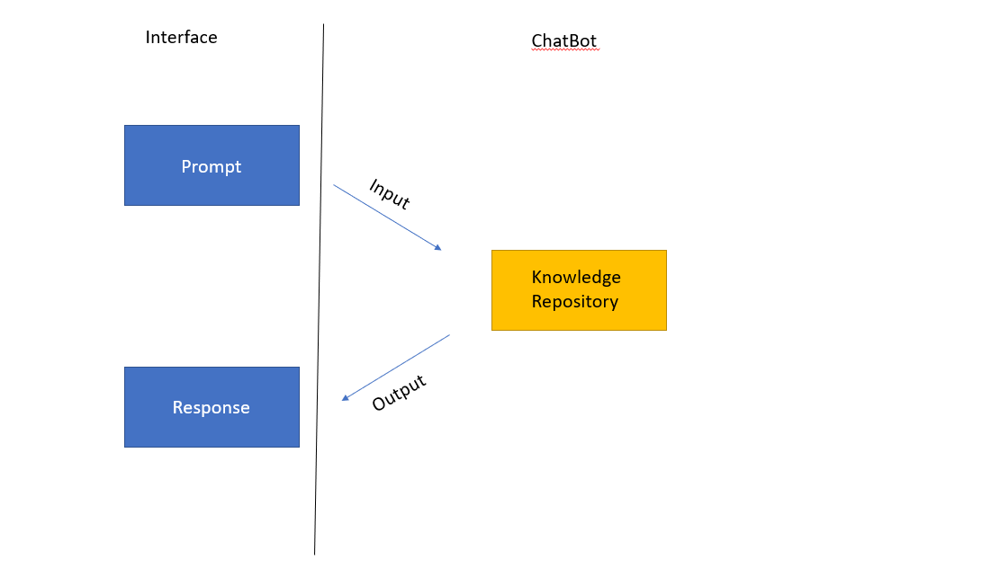 Interface
ChatBot
Prompt
Input
Knowledge
Repository
Output
Response